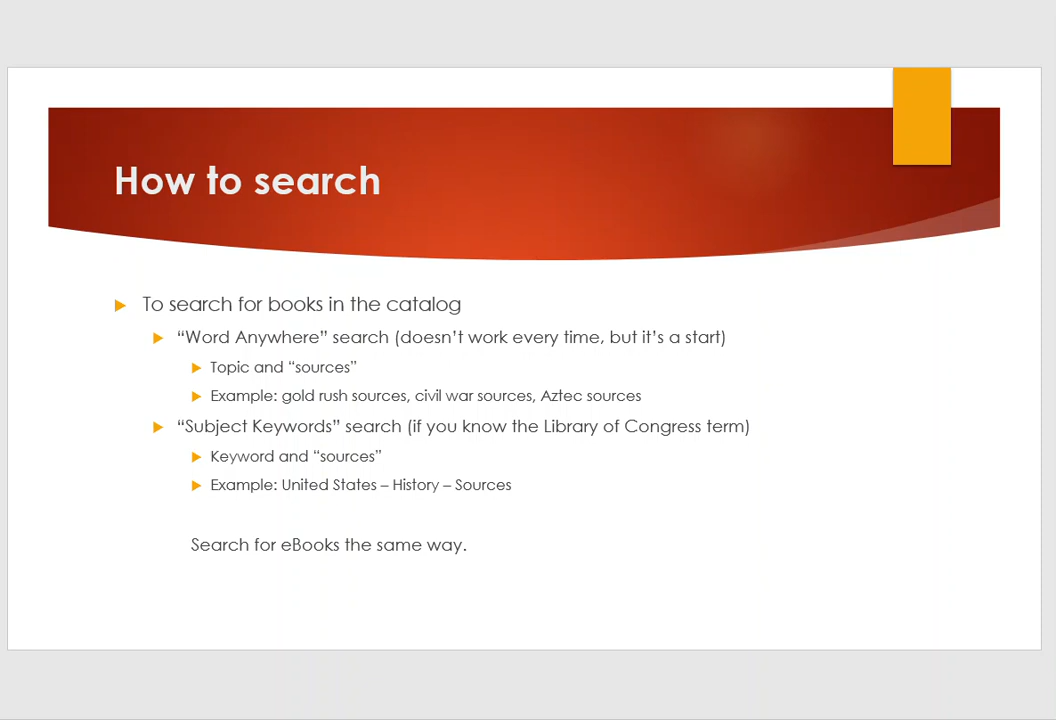 How to search
To search for books in the catalog
“Word Anywhere” search (doesn’t work every time, but it’s a start)
Topic and “sources”
Example: gold rush sources, civil war sources, Aztec sources
“Subject Keywords” search (if you know the Library of Congress term)
Keyword and “sources”
Example: United States – History – Sources
Search for eBooks the same way.